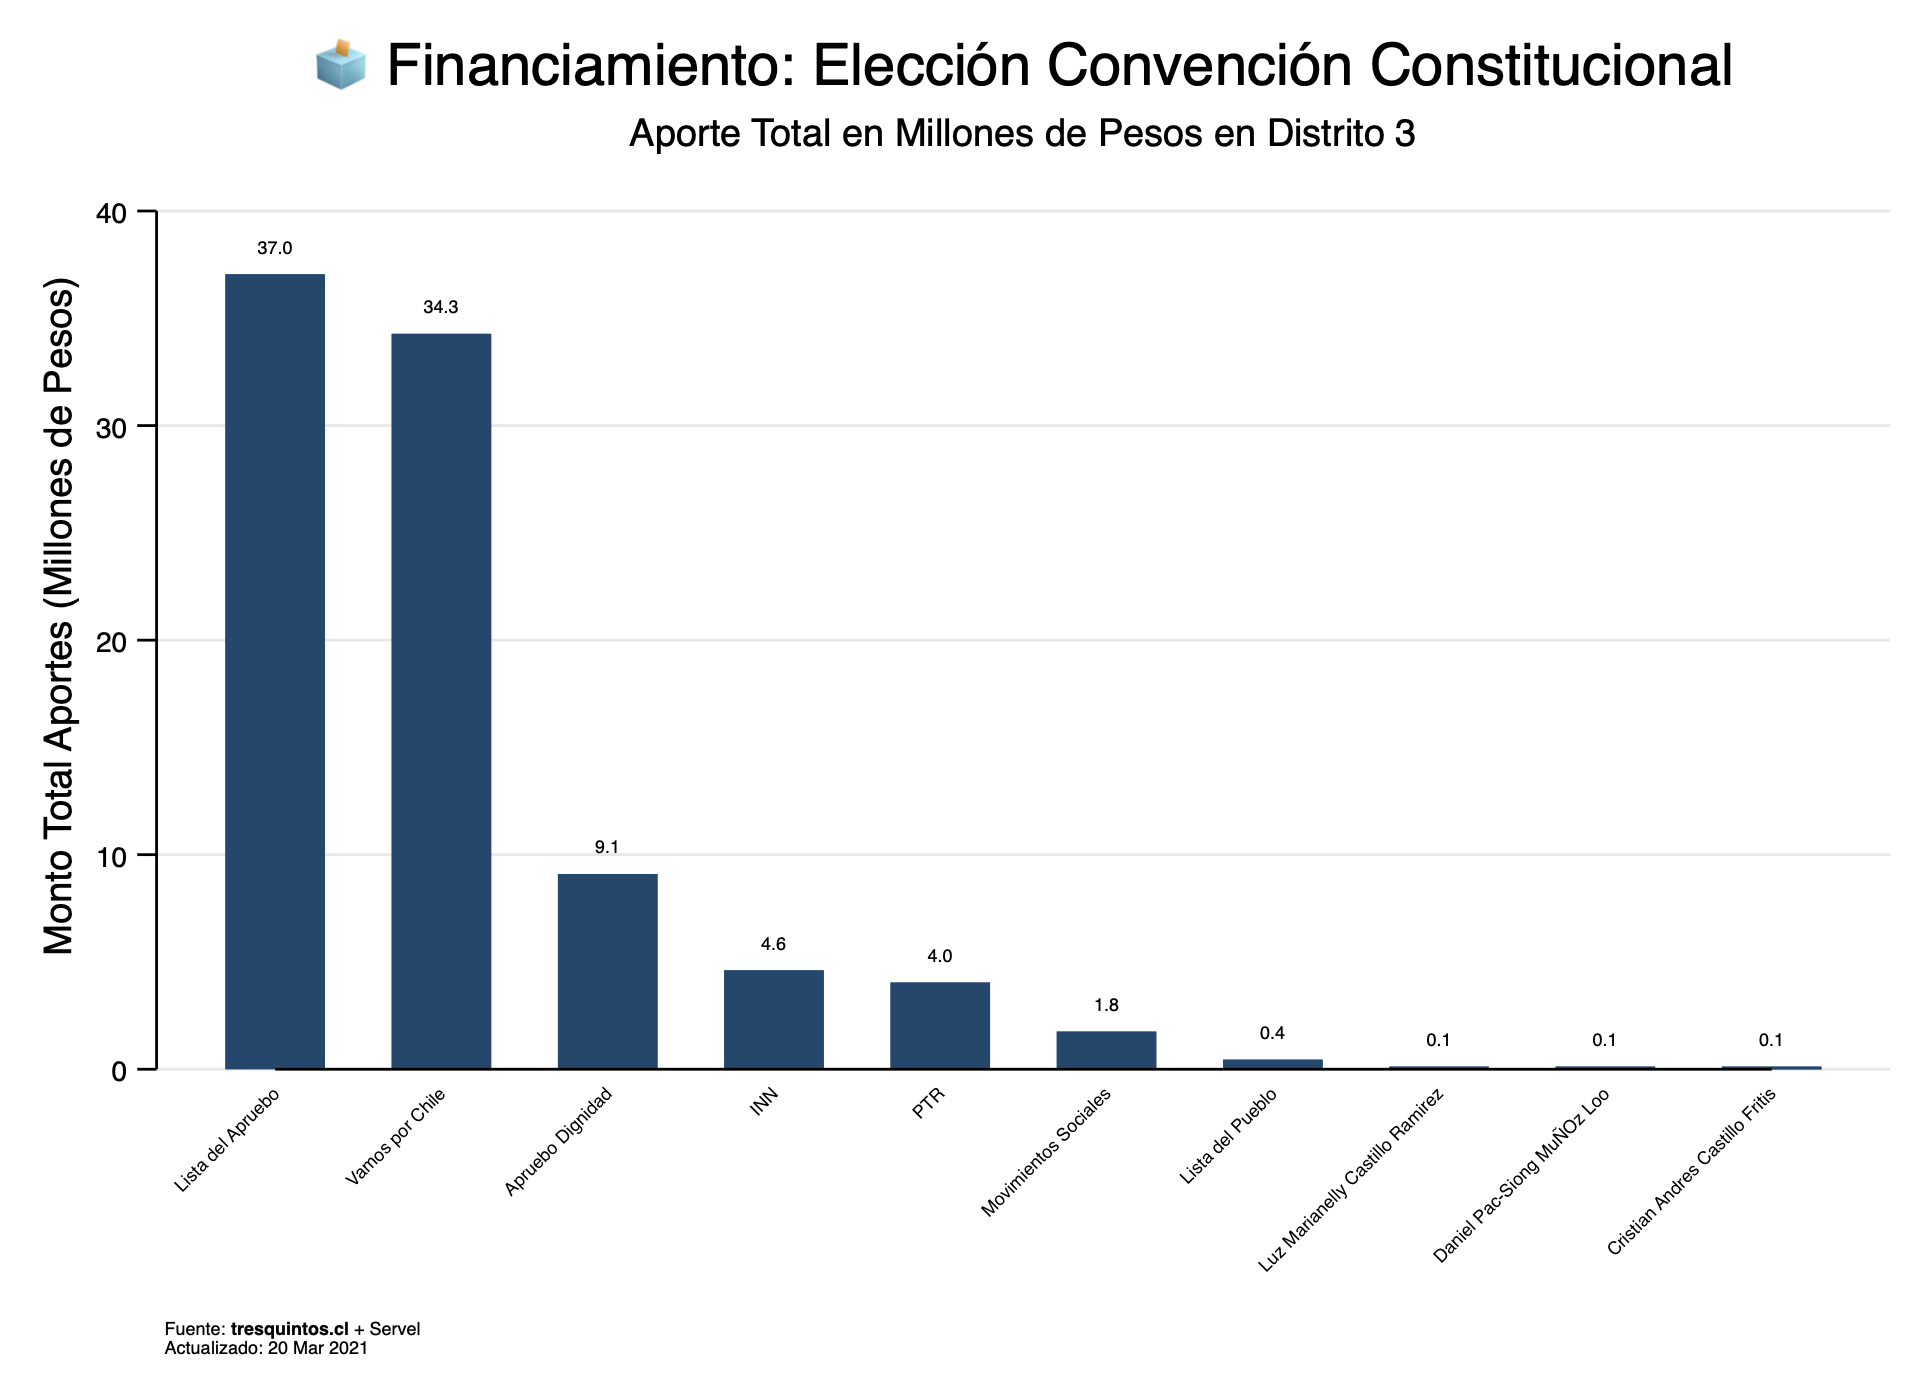 Financiamiento: Elección Convención Constitucional
Aporte Total en Millones de Pesos en Distrito 3
Monto Total Aportes (Millones de Pesos)
40
30
20
10
0
37.0
34.3
9.1
4.6
4.0
1.8
0.4
0.1
0.1
0.1
Lista del Apruebo
Vamos por Chile
Apruebo Dignidad
INN
PTR
Movimientos Sociales
Lista del Pueblo
Luz Marianelly Castillo Ramirez
Daniel Pac-Siong MuÑOz Loo
Cristian Andres Castillo Fritis
Fuente: tresquintos.cl + Servel
Actualizado: 20 Mar 2021